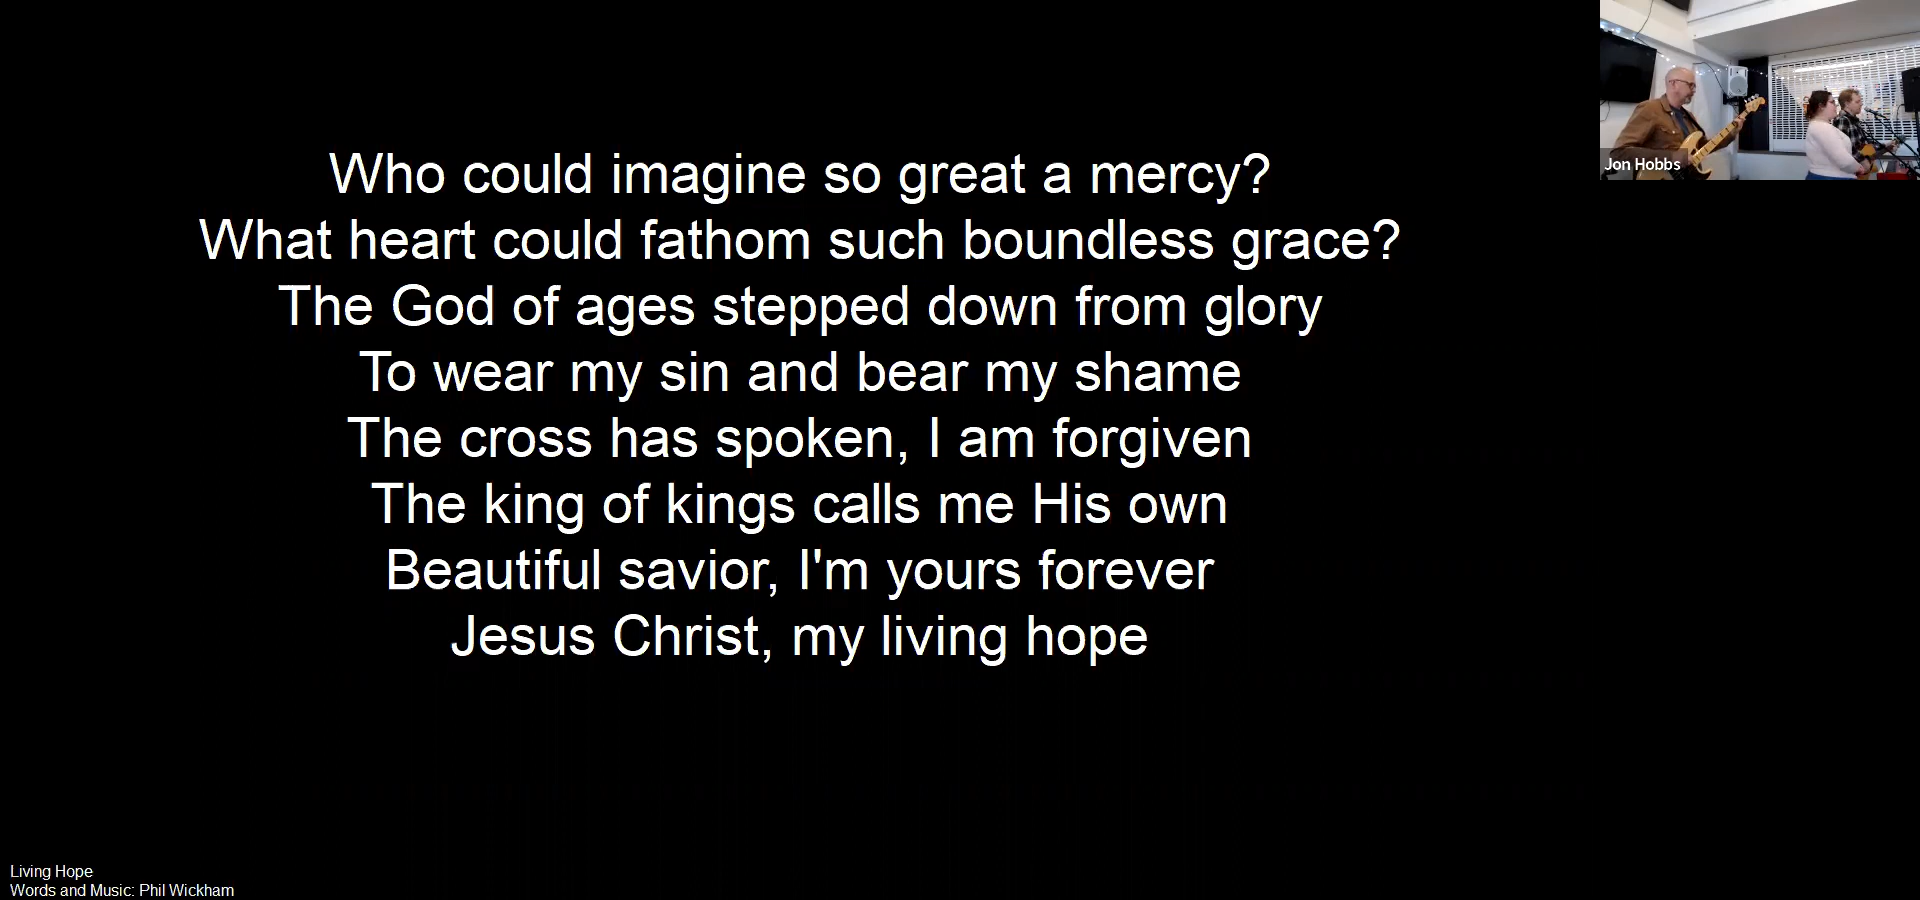 Who could imagine so great a mercy?
What heart could fathom such boundless grace?
The God of ages stepped down from glory
To wear my sin and bear my shame
The cross has spoken, I am forgiven
The king of kings calls me His own
Beautiful savior, I'm yours forever
Jesus Christ, my living hope
Jon Hobbs
Living Hope
Words and Music: Phil Wickham